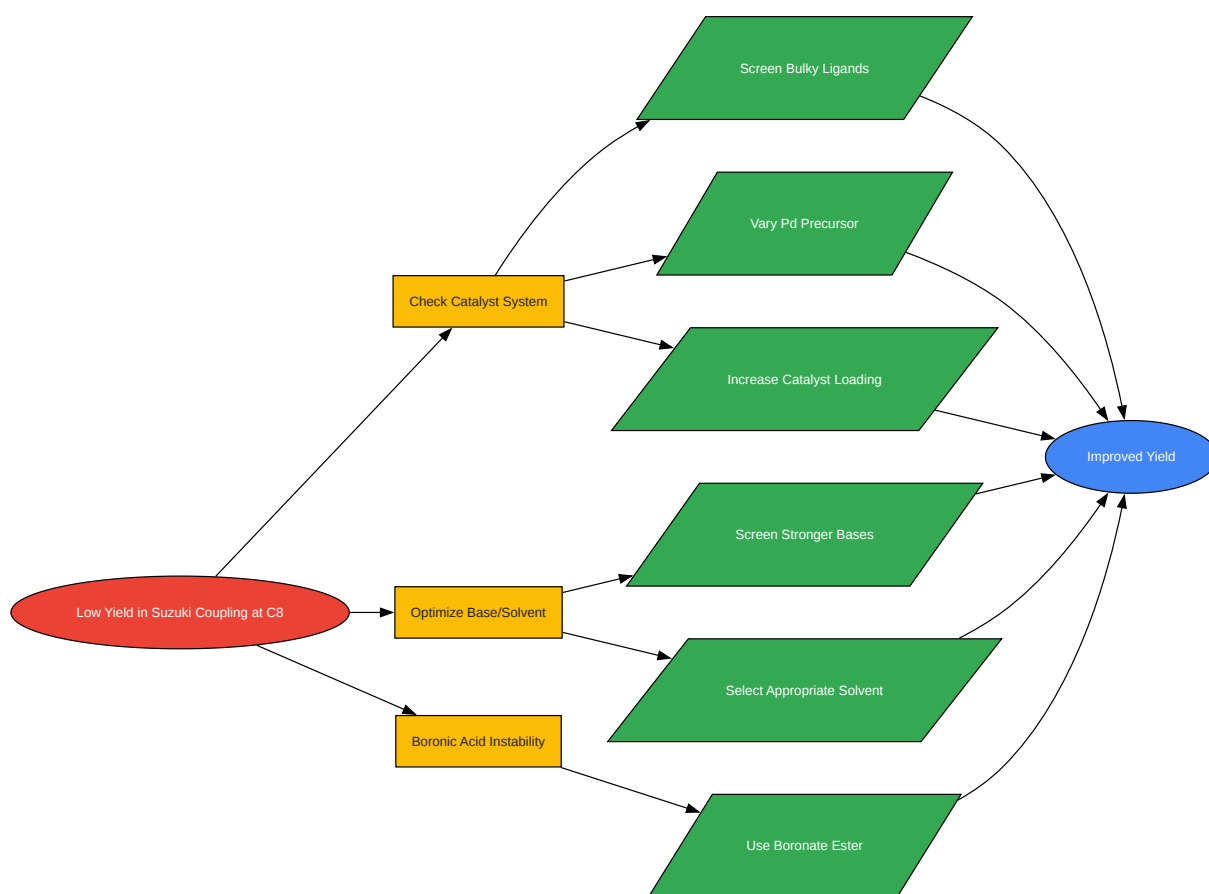 Screen Bulky Ligands
Vary Pd Precursor
Check Catalyst System
Increase Catalyst Loading
Improved Yield
Screen Stronger Bases
Low Yield in Suzuki Coupling at C8
Optimize Base/Solvent
Select Appropriate Solvent
Boronic Acid Instability
Use Boronate Ester